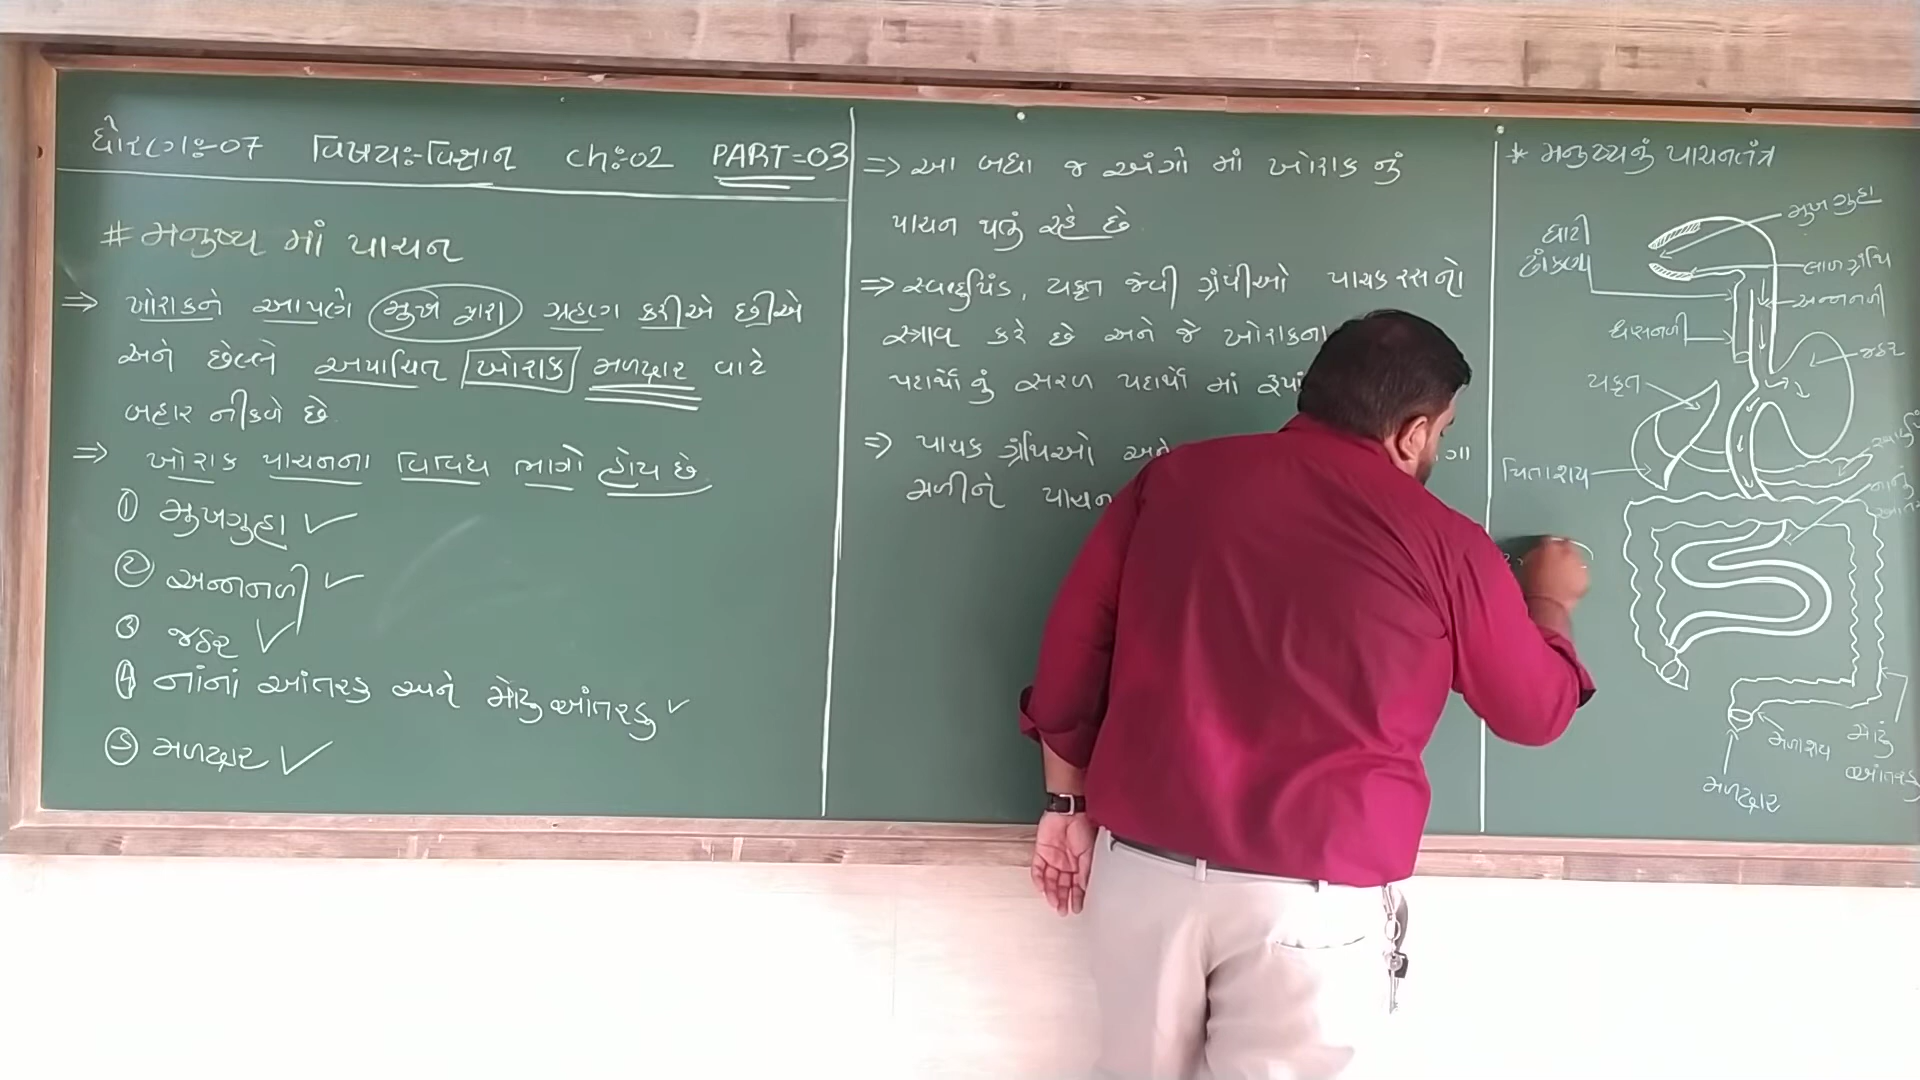 ધોરણઃ-07 વિષયઃ-વિજ્ઞાન chઃ-02 PART=03
# મનુષ્ય માં પાચન
⇒ ખોરાકને આપણે મુખ દ્વારા ગ્રહણ કરીએ છીએ
અને છેલ્લે અપાચિત ખોરાક મળદ્વાર વાટે
બહાર નીકળે છે
⇒ ખોરાક પાચનના વિવિધ ભાગો હોય છે
① મુખગુહા ✓
② અન્નનળી ✓
③ જઠર ✓
④ નાંનાં આંતરડુ અને મોટુ આંતરડુ ✓
⑤ મળદ્વાર ✓
⇒ આ બધા જ અંગો માં ખોરાક નું
પાચન થતું રહે છે
⇒ સ્વાદુપિંડ, યકૃત જેવી ગ્રંથીઓ પાચક રસનો
સ્ત્રાવ કરે છે અને જે ખોરાકના
પદાર્થો નું સરળ પદાર્થો માં
⇒ પાચક ગ્રંથિઓ અને
મળીને પાચન
* મનુષ્યનું પાચનતંત્ર
મુખ ગુહા
ઘાટી
ઢાંકણ
લાળ ગ્રંથિ
અન્નનળી
શ્વસનળી
જઠર
યકૃત
પિતાશય
નાનું
મોટું
આંતરડુ
મળાશય
મળદ્વાર